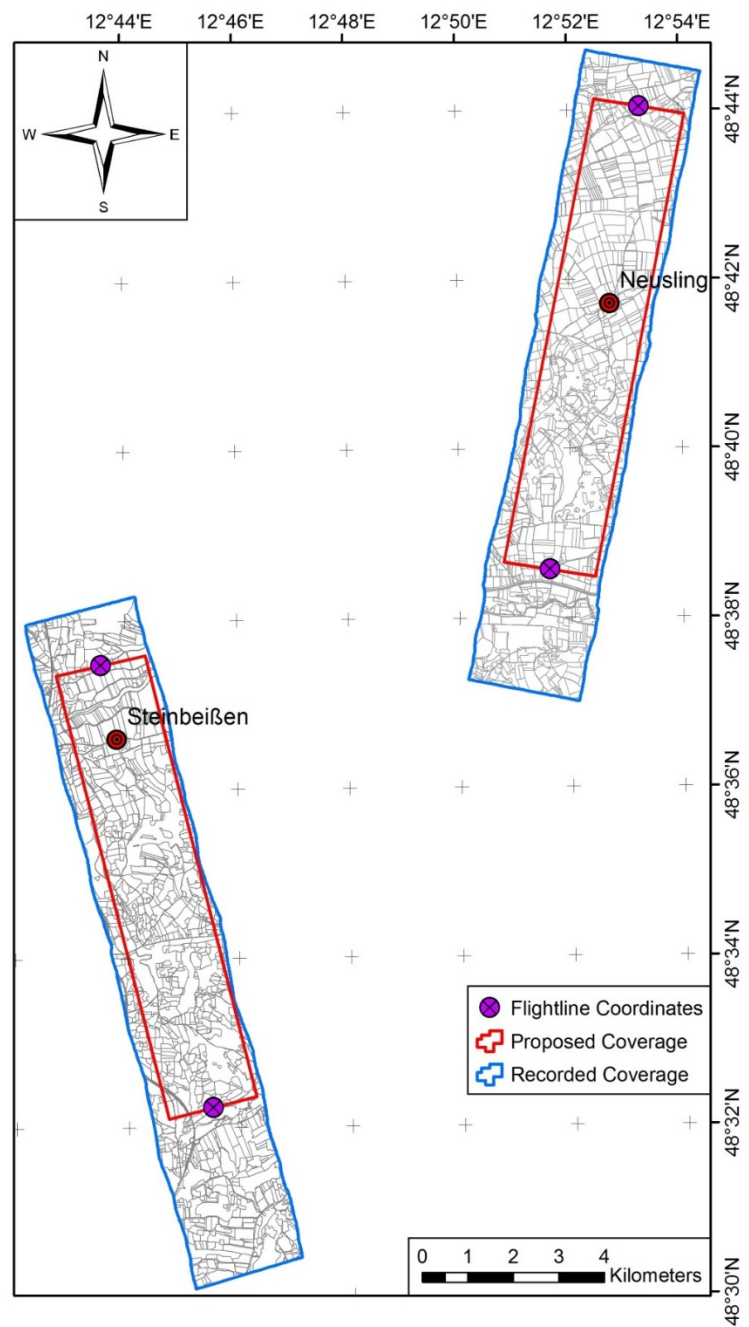 12°44'E 12°46'E 12°48'E 12°50'E 12°52'E 12°54'E
N
W E
S
48°44'N
Neusling
48°42'N
48°40'N
48°38'N
Steinbeißen
48°36'N
48°34'N
Flightline Coordinates
Proposed Coverage
Recorded Coverage
48°32'N
0 1 2 3 4
Kilometers
48°30'N